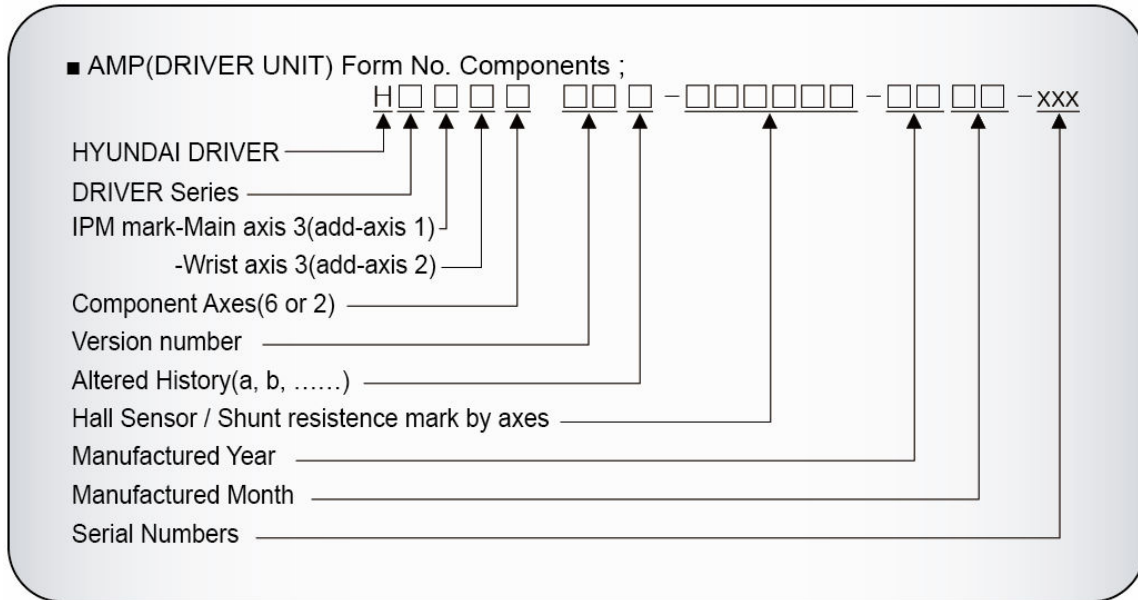 ■ AMP(DRIVER UNIT) Form No. Components ;
H□ □ □ □ □□ □ - □□□□□□ - □□ □□ - xxx
HYUNDAI DRIVER
DRIVER Series
IPM mark-Main axis 3(add-axis 1)
-Wrist axis 3(add-axis 2)
Component Axes(6 or 2)
Version number
Altered History(a, b, ……)
Hall Sensor / Shunt resistence mark by axes
Manufactured Year
Manufactured Month
Serial Numbers